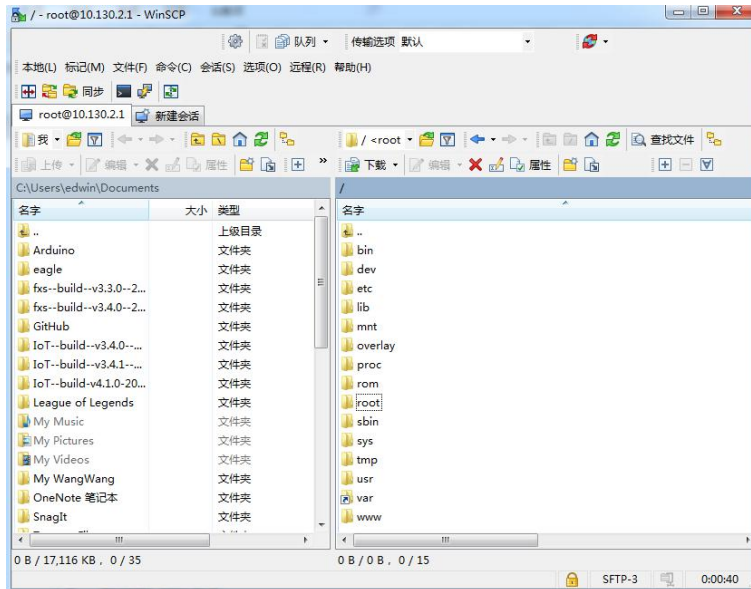 / - root@10.130.2.1 - WinSCP
队列 传输选项 默认
本地(L) 标记(M) 文件(F) 命令(C) 会话(S) 选项(O) 远程(R) 帮助(H)
同步
root@10.130.2.1 新建会话
我 / <root 查找文件
上传 编辑 属性 » 下载 编辑 属性
C:\Users\edwin\Documents /
名字 大小 类型 名字
.. 上级目录 ..
Arduino 文件夹 bin
eagle 文件夹 dev
fxs--build--v3.3.0--2... 文件夹 etc
fxs--build--v3.4.0--2... 文件夹 lib
GitHub 文件夹 mnt
IoT--build--v3.4.0--... 文件夹 overlay
IoT--build--v3.4.1--... 文件夹 proc
IoT--build-v4.1.0-20... 文件夹 rom
League of Legends 文件夹 root
My Music 文件夹 sbin
My Pictures 文件夹 sys
My Videos 文件夹 tmp
My WangWang 文件夹 usr
OneNote 笔记本 文件夹 var
SnagIt 文件夹 www
0 B / 17,116 KB， 0 / 35 0 B / 0 B， 0 / 15
SFTP-3 0:00:40